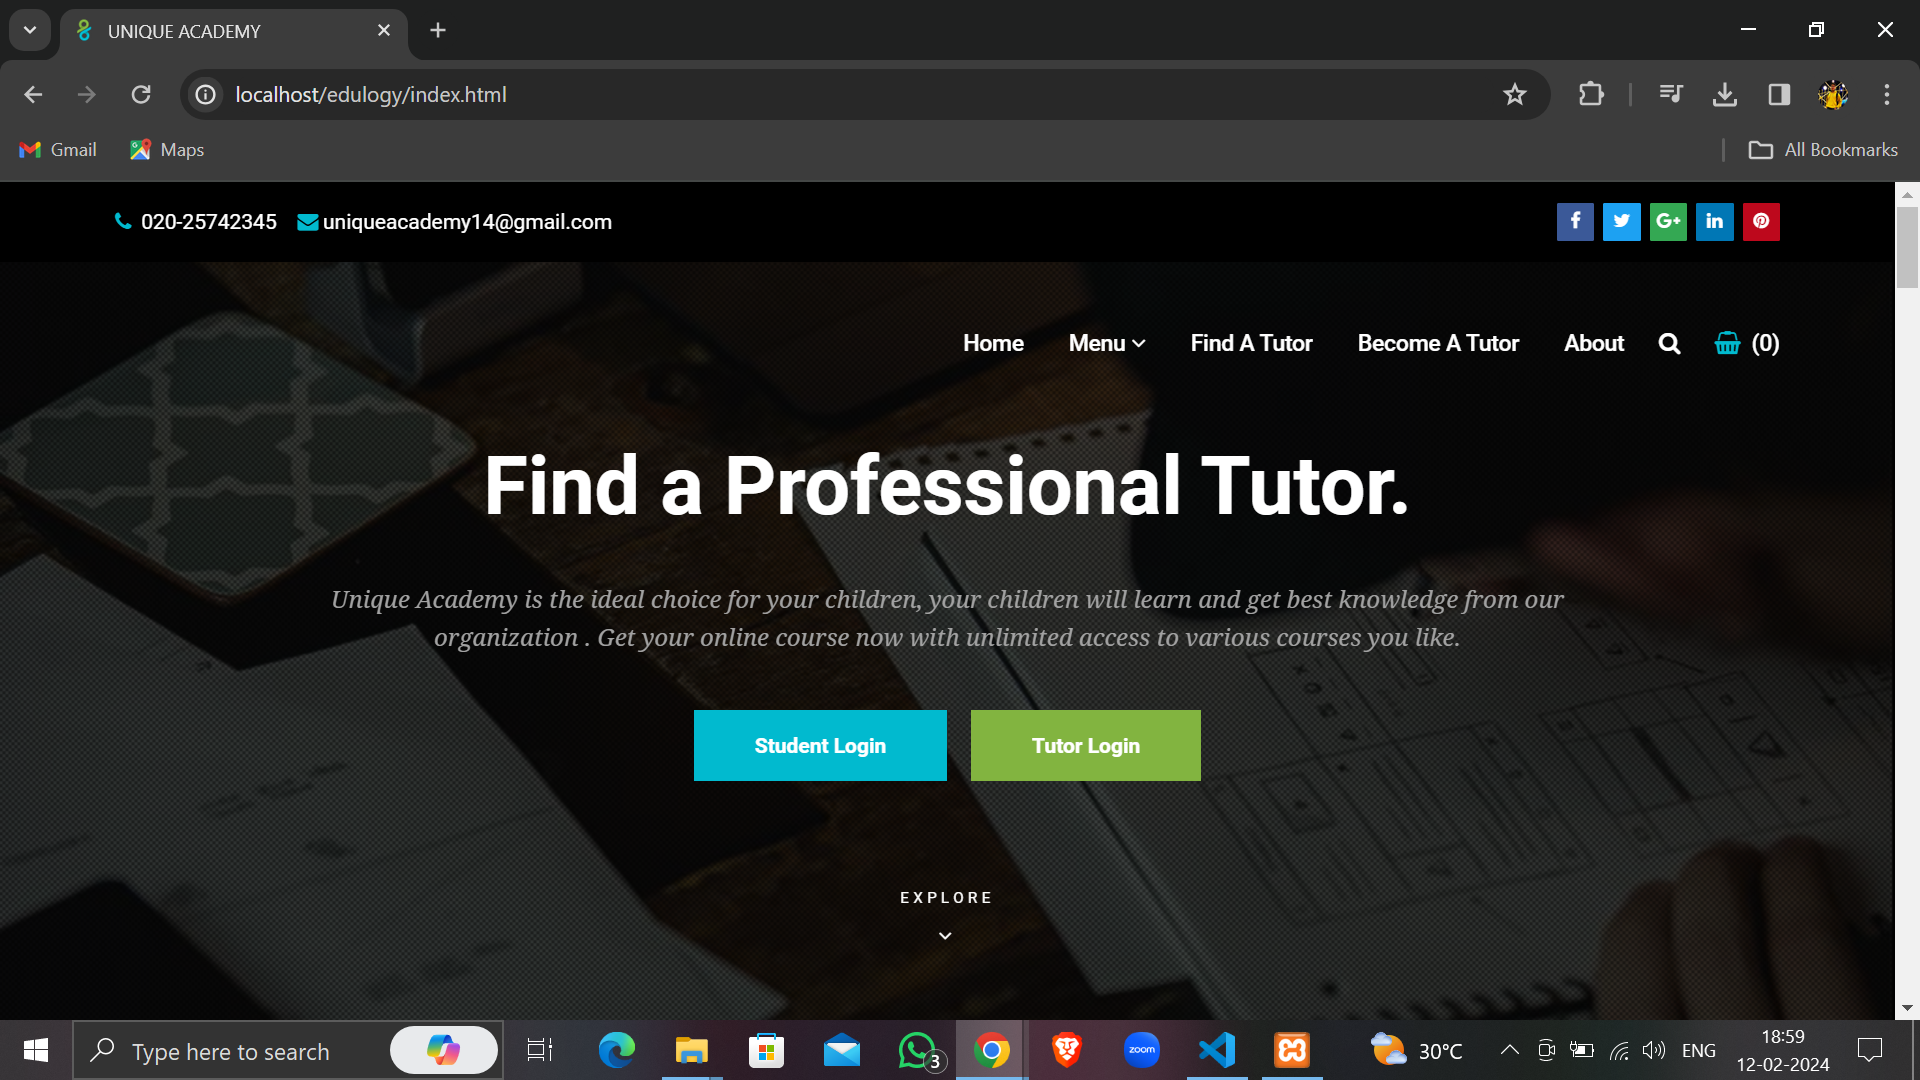 UNIQUE ACADEMY
localhost/edulogy/index.html
Gmail
Maps
All Bookmarks
020-25742345
uniqueacademy14@gmail.com
f
G+
in
Home
Menu
Find A Tutor
Become A Tutor
About
(0)
Find a Professional Tutor.
Unique Academy is the ideal choice for your children, your children will learn and get best knowledge from our
organization . Get your online course now with unlimited access to various courses you like.
Student Login
Tutor Login
EXPLORE
Type here to search
3
zoom
30°C
ENG
18:59
12-02-2024